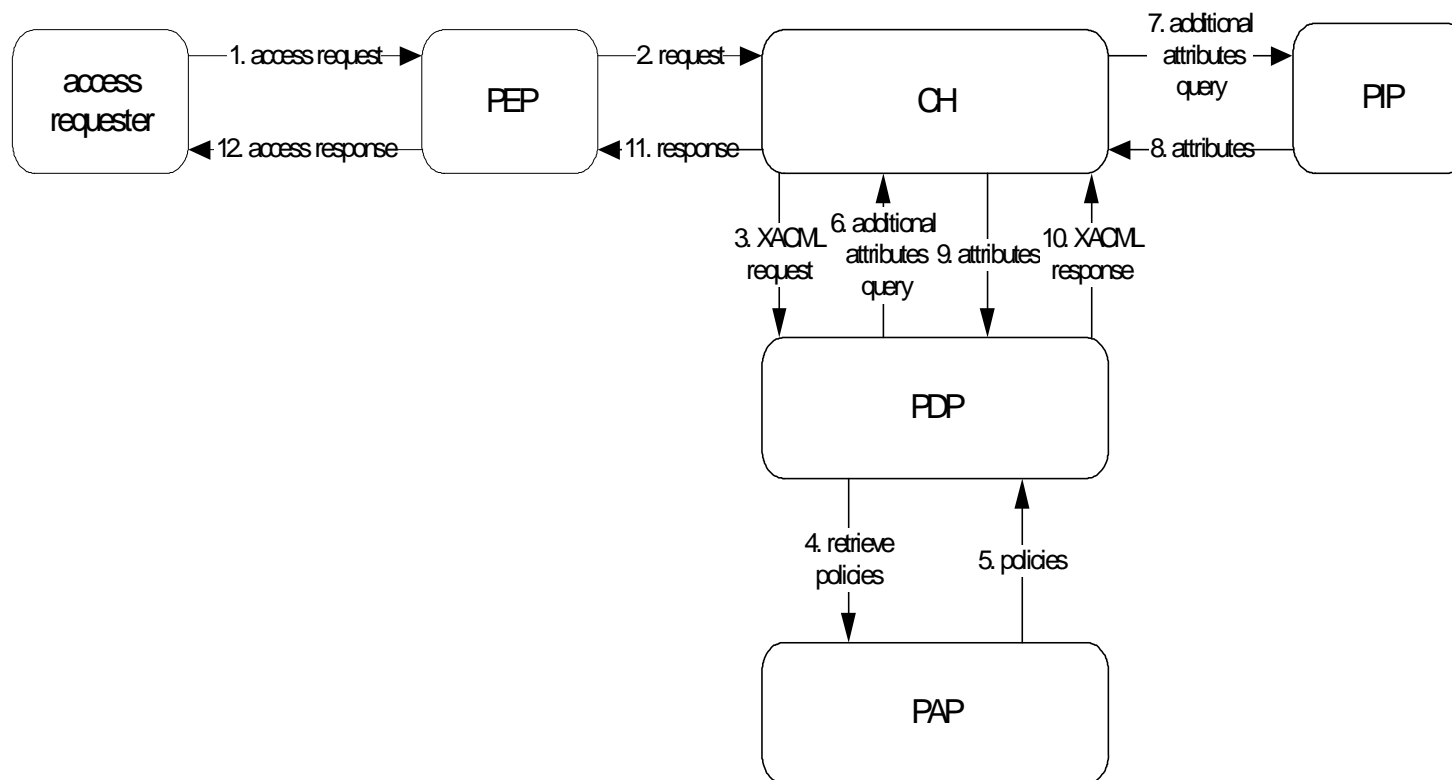 access
requester
1. access request
12. access response
PEP
2. request
11. response
CH
7. additional
attributes
query
8. attributes
PIP
3. XACML
request
6. additional
attributes
query
9. attributes
10. XACML
response
PDP
4. retrieve
policies
5. policies
PAP